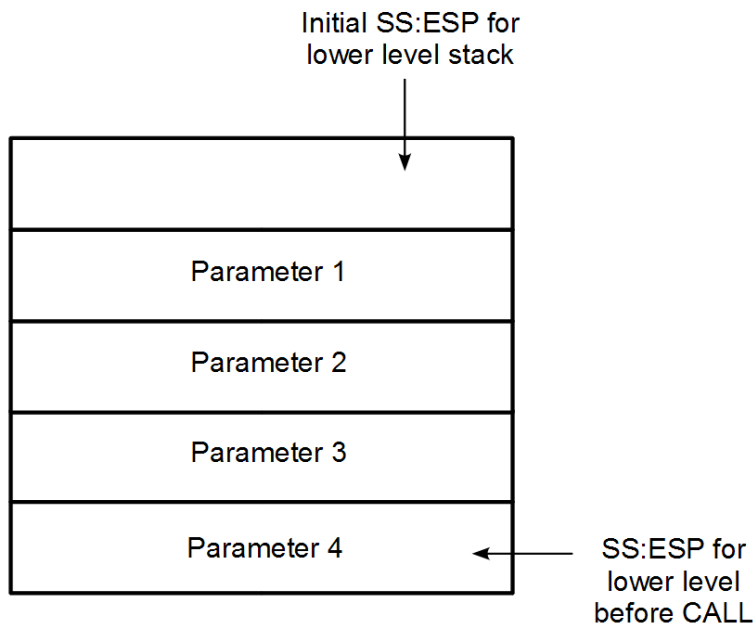 Initial SS:ESP for
lower level stack
Parameter 1
Parameter 2
Parameter 3
Parameter 4
SS:ESP for
lower level
before CALL